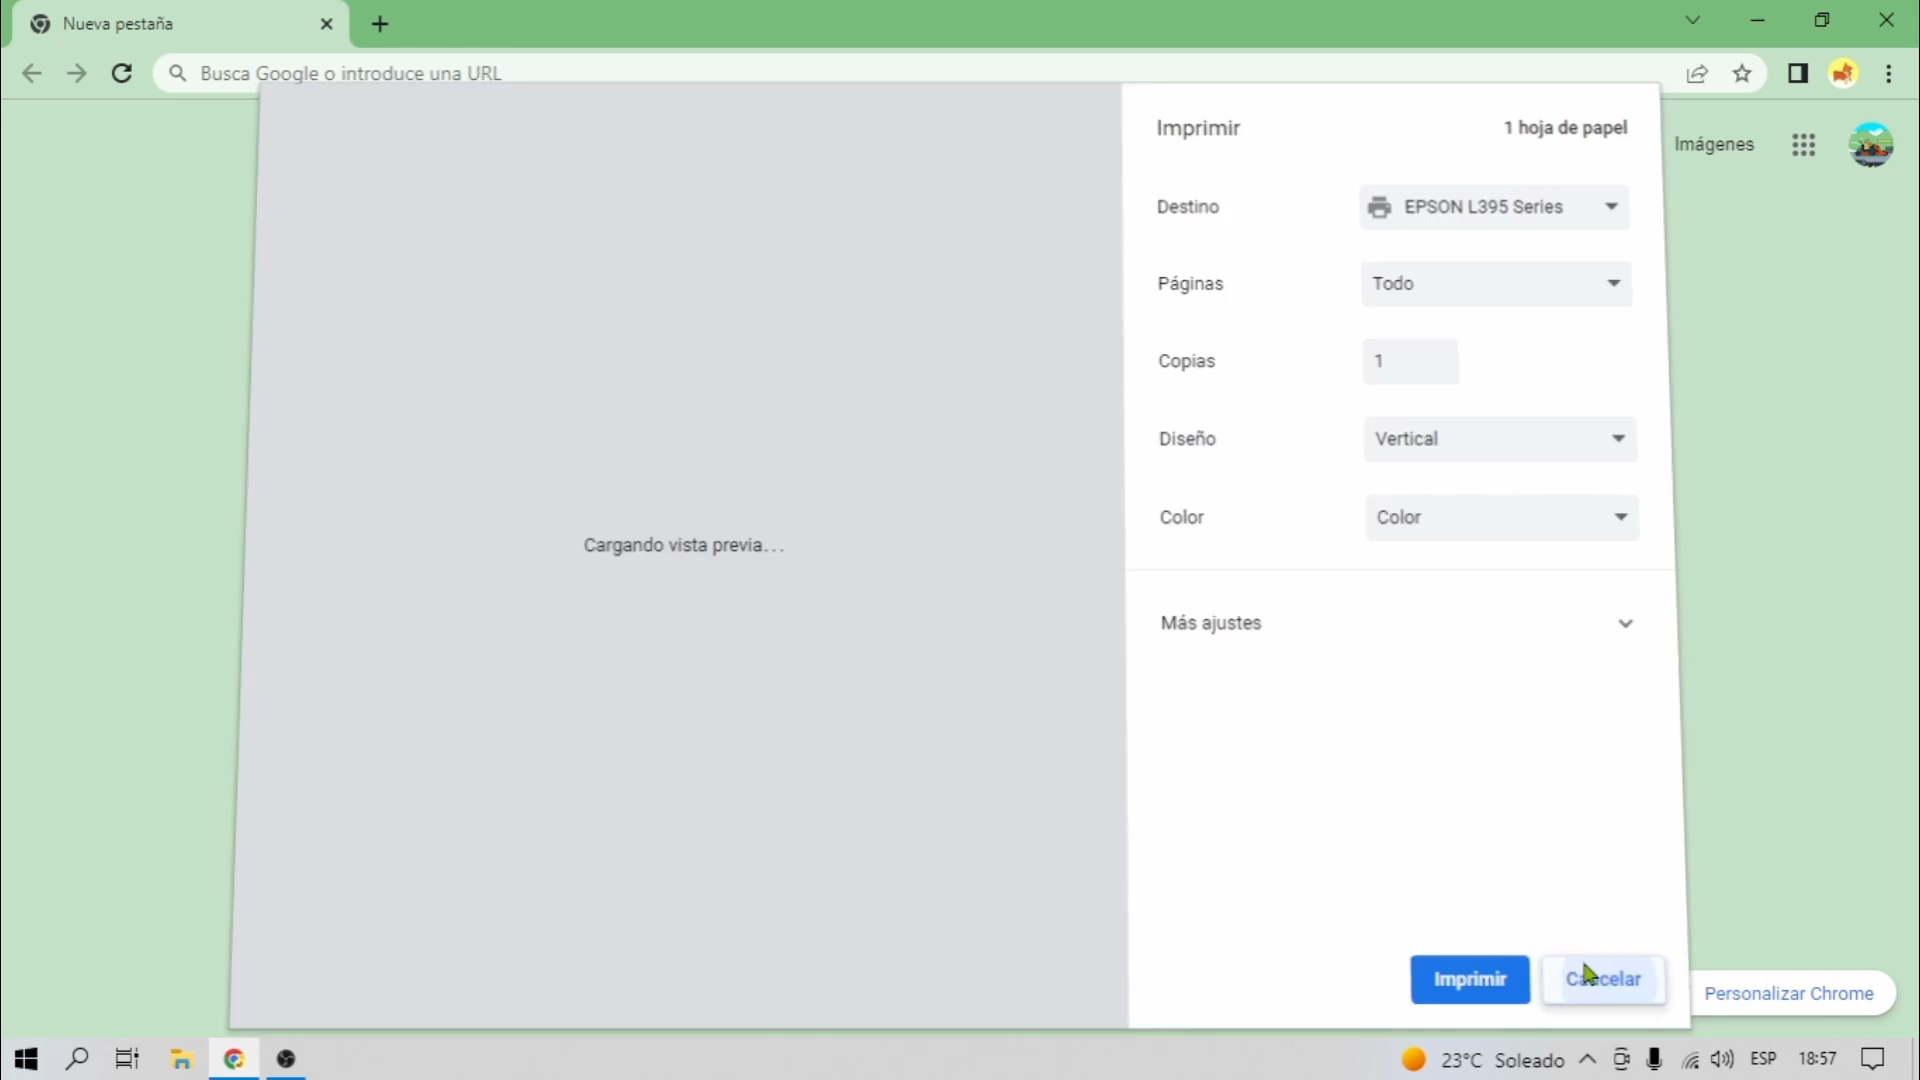 Nueva pestaña
Busca Google o introduce una URL
Imágenes
Imprimir
1 hoja de papel
Destino
EPSON L395 Series
Páginas
Todo
Copias
1
Diseño
Vertical
Color
Color
Cargando vista previa...
Más ajustes
Imprimir
Cancelar
Personalizar Chrome
23°C Soleado
ESP
18:57